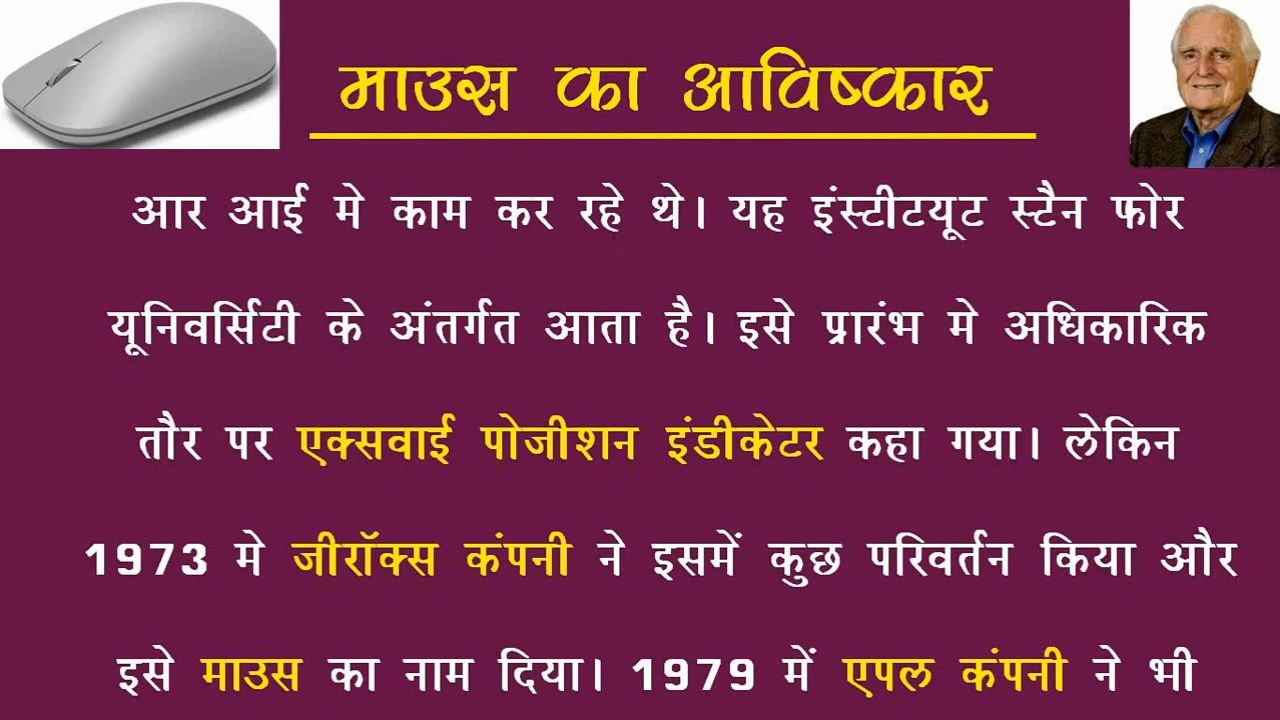 माउस का आविष्कार
आर आई मे काम कर रहे थे। यह इंस्टीटयूट स्टैन फोर
यूनिवर्सिटी के अंतर्गत आता है। इसे प्रारंभ मे अधिकारिक
तौर पर एक्सवाई पोजीशन इंडीकेटर कहा गया। लेकिन
1973 मे जीरॉक्स कंपनी ने इसमें कुछ परिवर्तन किया और
इसे माउस का नाम दिया। 1979 में एपल कंपनी ने भी